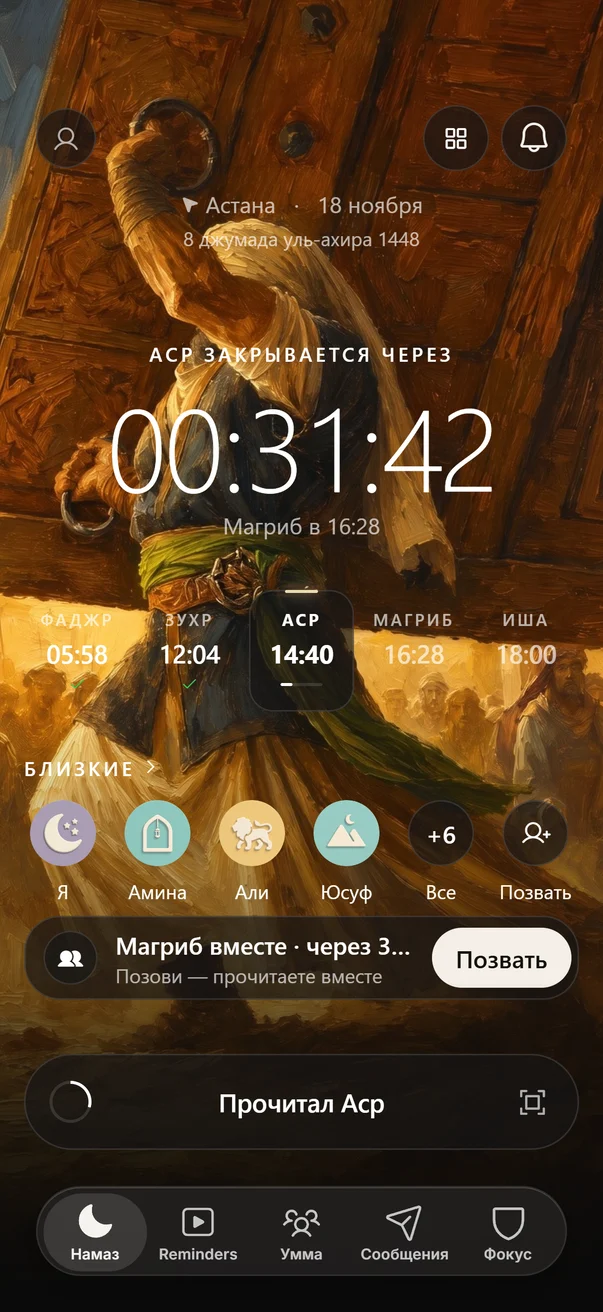 Астана · 18 ноября
8 джумада уль-ахира 1448
АСР ЗАКРЫВАЕТСЯ ЧЕРЕЗ
00:31:42
Магриб в 16:28
ФАДЖР ЗУХР АСР МАГРИБ ИША
05:58 12:04 14:40 16:28 18:00
БЛИЗКИЕ
+6
Я Амина Али Юсуф Все Позвать
Магриб вместе · через 3...
Позови — прочитаете вместе
Позвать
Прочитал Аср
Намаз Reminders Умма Сообщения Фокус